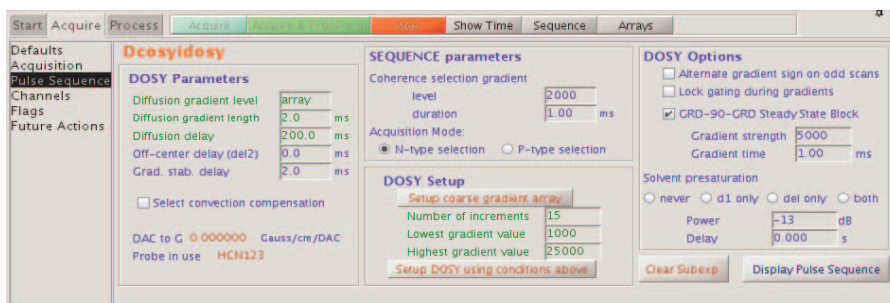 Start Acquire Process Acquire Acquire & Transform Stop Show Time Sequence Arrays
Defaults
Acquisition
Pulse Sequence
Channels
Flags
Future Actions
Dcosyidosy
DOSY Parameters
Diffusion gradient level array
Diffusion gradient length 2.0 ms
Diffusion delay 200.0 ms
Off-center delay (del2) 0.0 ms
Grad. stab. delay 2.0 ms
Select convection compensation
DAC to G 0.000000 Gauss/cm/DAC
Probe in use HCN123
SEQUENCE parameters
Coherence selection gradient
level 2000
duration 1.00 ms
Acquisition Mode:
N-type selection P-type selection
DOSY Setup
Setup coarse gradient array
Number of increments 15
Lowest gradient value 1000
Highest gradient value 25000
Setup DOSY using conditions above
DOSY Options
Alternate gradient sign on odd scans
Lock gating during gradients
GRD-90-GRD Steady State Block
Gradient strength 5000
Gradient time 1.00 ms
Solvent presaturation
never d1 only del only both
Power -13 dB
Delay 0.000 s
Clear Subexp Display Pulse Sequence